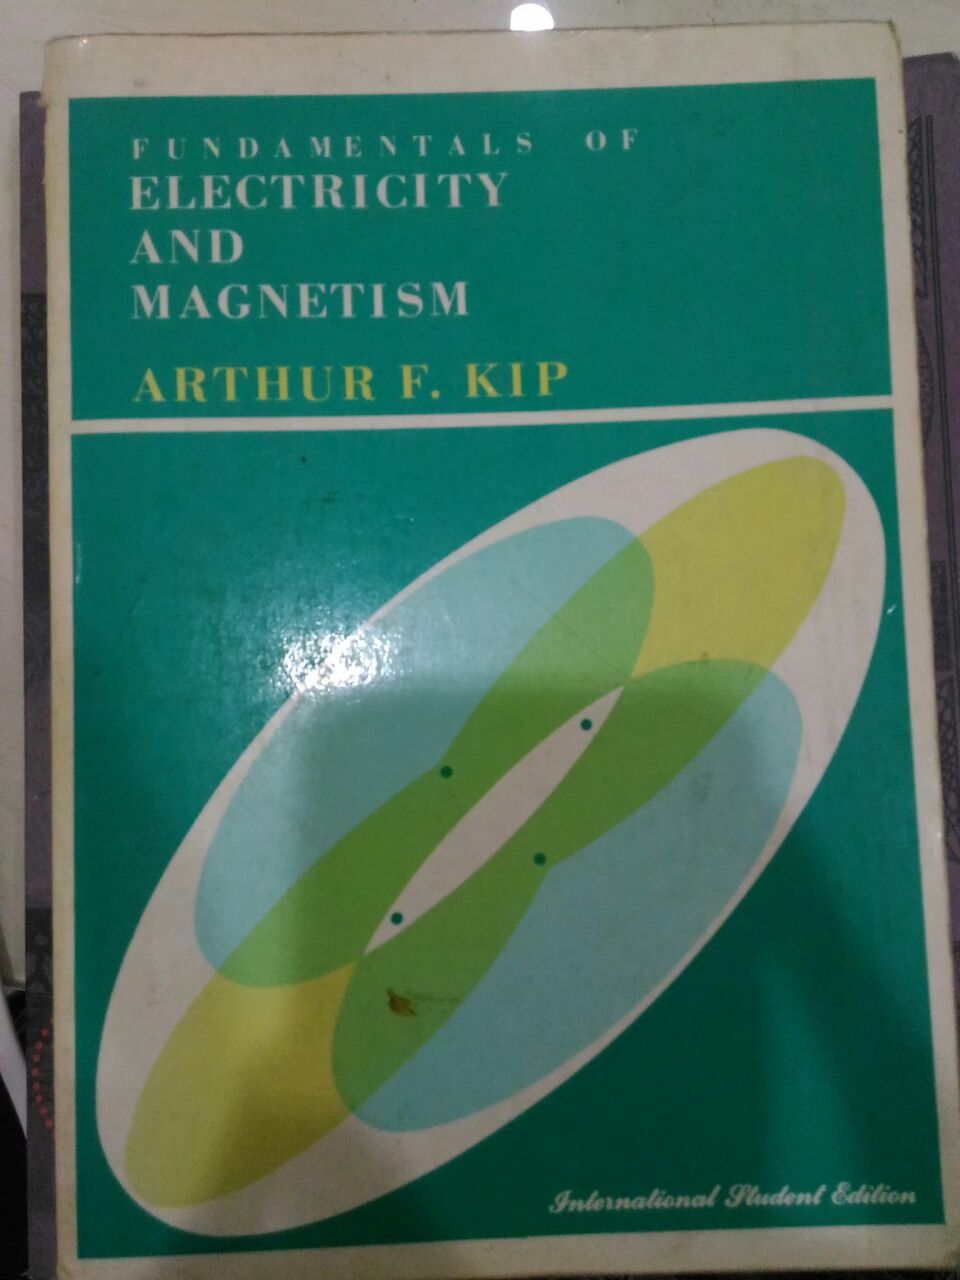 FUNDAMENTALS OF
ELECTRICITY
AND
MAGNETISM
ARTHUR F. KIP
International Student Edition